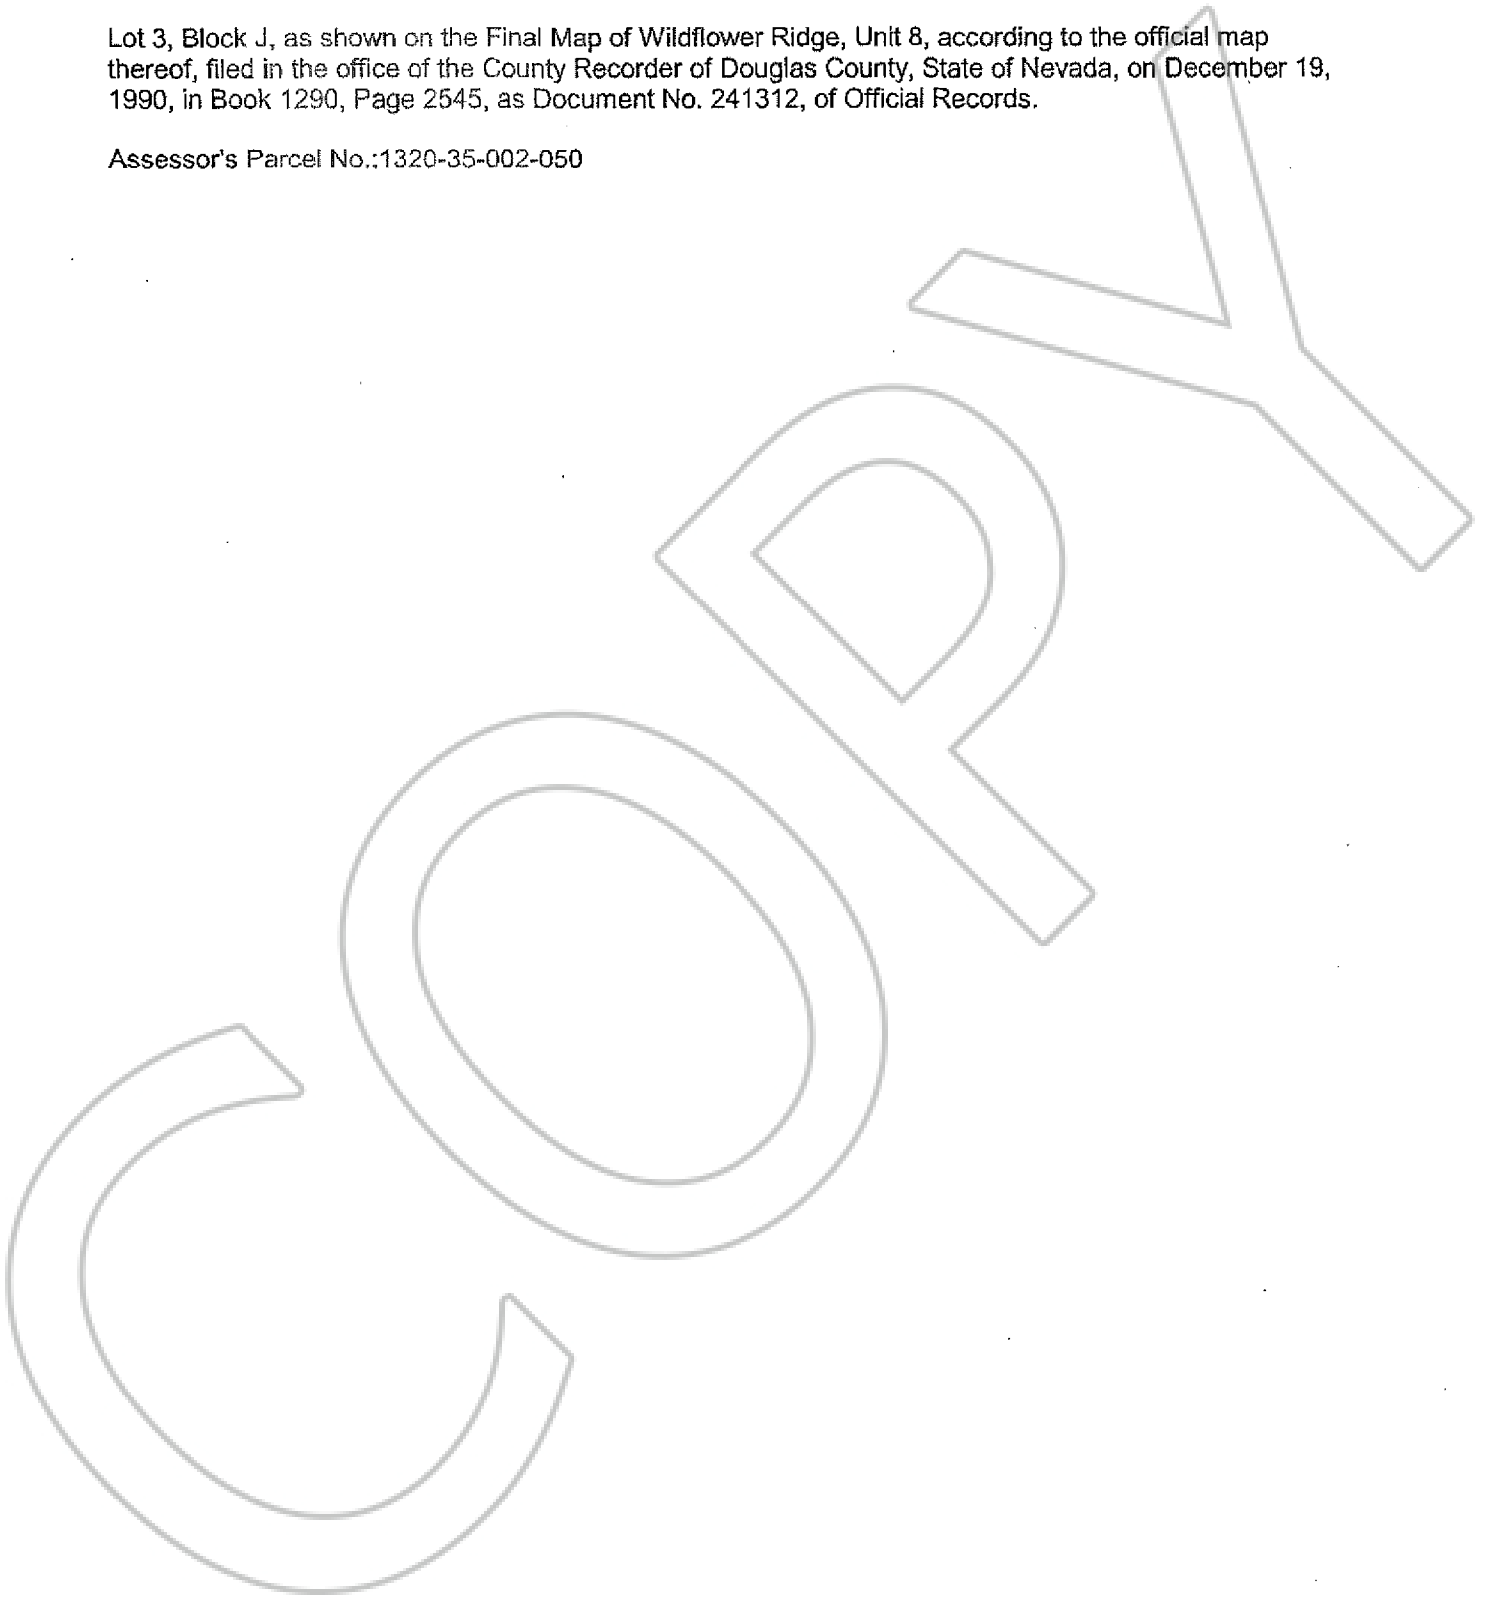 Lot 3, Block J, as shown on the Final Map of Wildflower Ridge, Unit 8, according to the official map
thereof, filed in the office of the County Recorder of Douglas County, State of Nevada, on December 19,
1990, in Book 1290, Page 2545, as Document No. 241312, of Official Records.
Assessor's Parcel No.:1320-35-002-050
COPY